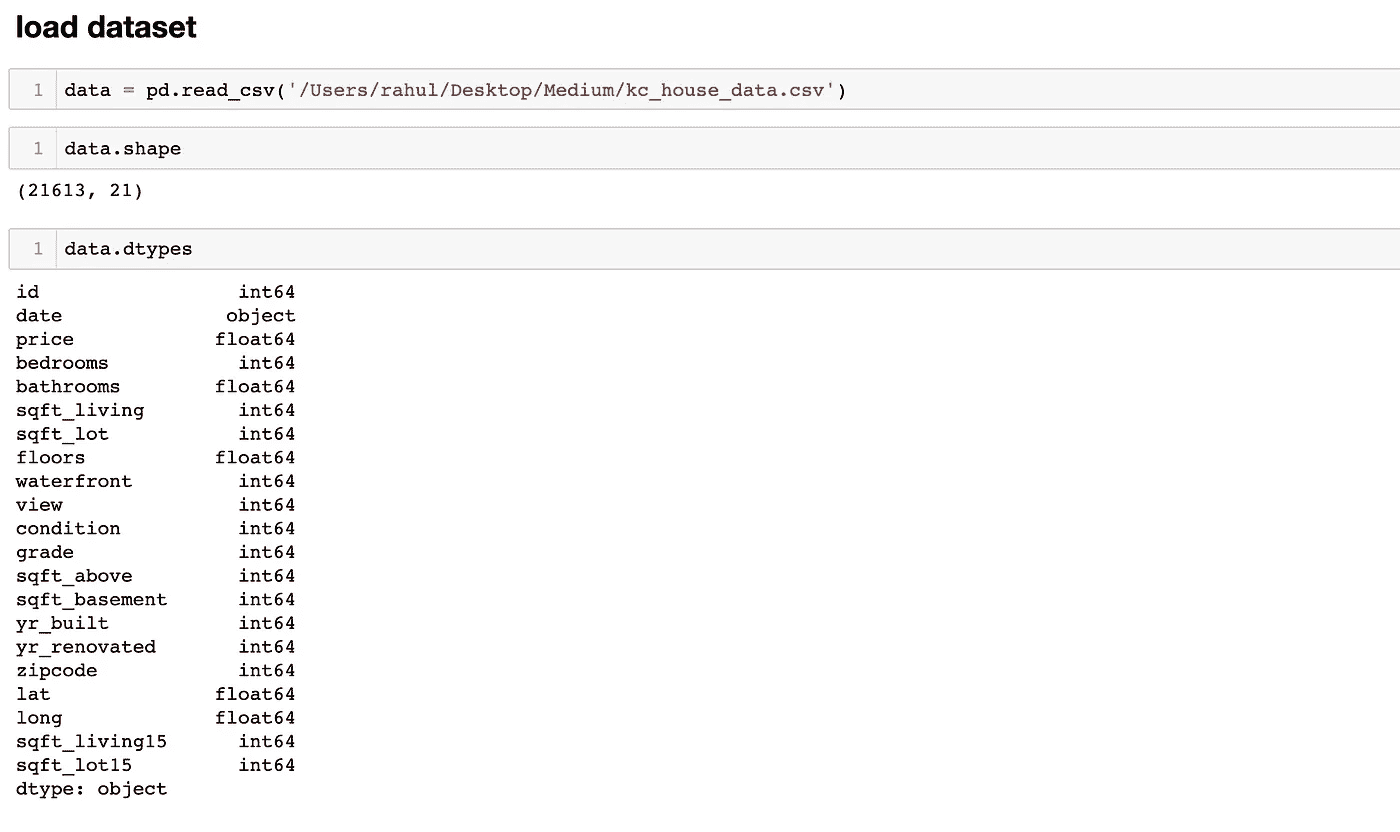 load dataset
1 data = pd.read_csv('/Users/rahul/Desktop/Medium/kc_house_data.csv')
1 data.shape
(21613, 21)
1 data.dtypes
id int64
date object
price float64
bedrooms int64
bathrooms float64
sqft_living int64
sqft_lot int64
floors float64
waterfront int64
view int64
condition int64
grade int64
sqft_above int64
sqft_basement int64
yr_built int64
yr_renovated int64
zipcode int64
lat float64
long float64
sqft_living15 int64
sqft_lot15 int64
dtype: object